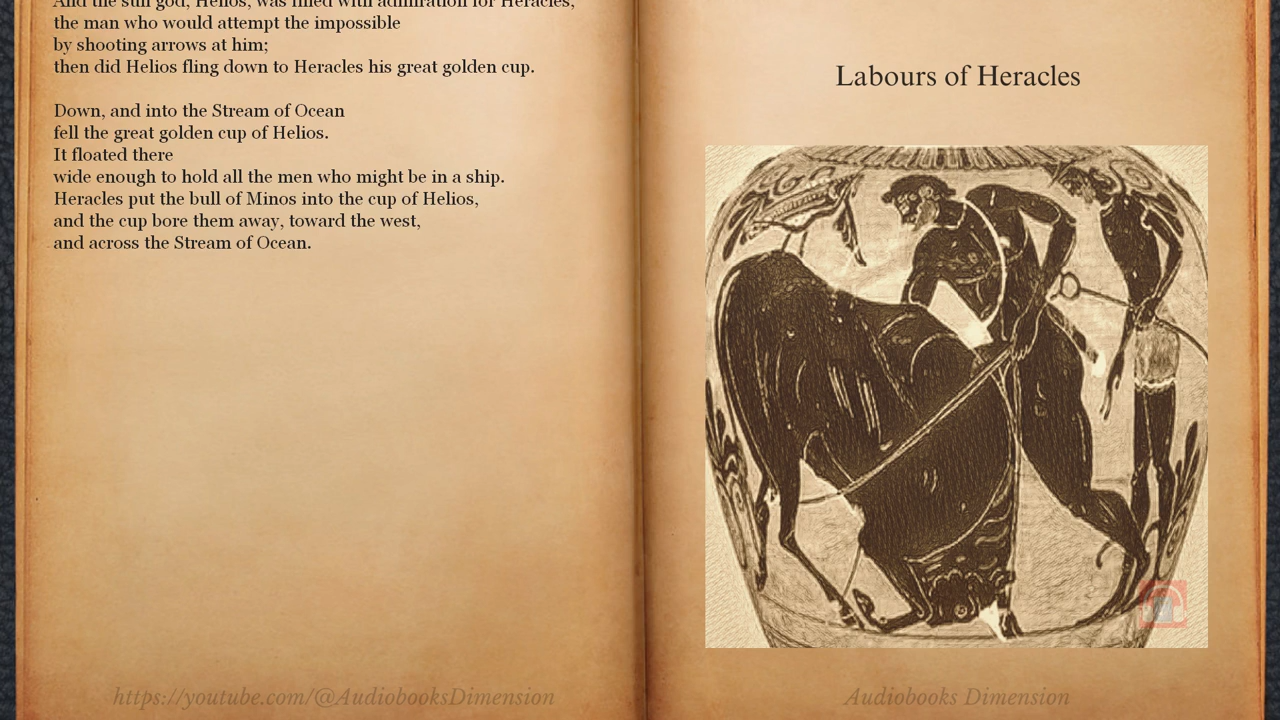 And the sun god, Helios, was filled with admiration for Heracles,
the man who would attempt the impossible
by shooting arrows at him;
then did Helios fling down to Heracles his great golden cup.
Down, and into the Stream of Ocean
fell the great golden cup of Helios.
It floated there
wide enough to hold all the men who might be in a ship.
Heracles put the bull of Minos into the cup of Helios,
and the cup bore them away, toward the west,
and across the Stream of Ocean.
https://youtube.com/@AudiobooksDimension
Labours of Heracles
Audiobooks Dimension